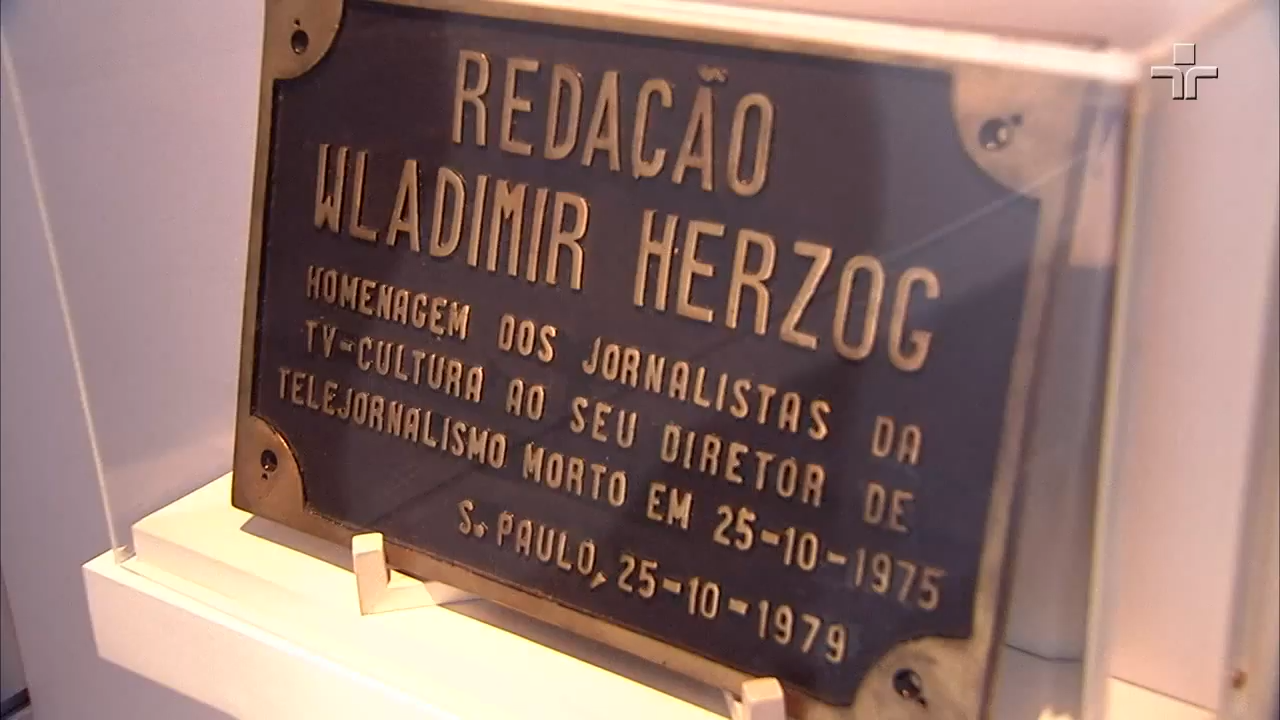 REDAÇÃO
WLADIMIR HERZOG
HOMENAGEM DOS JORNALISTAS DA
TV-CULTURA AO SEU DIRETOR DE
TELEJORNALISMO MORTO EM 25-10-1975
S. PAULO, 25-10-1979